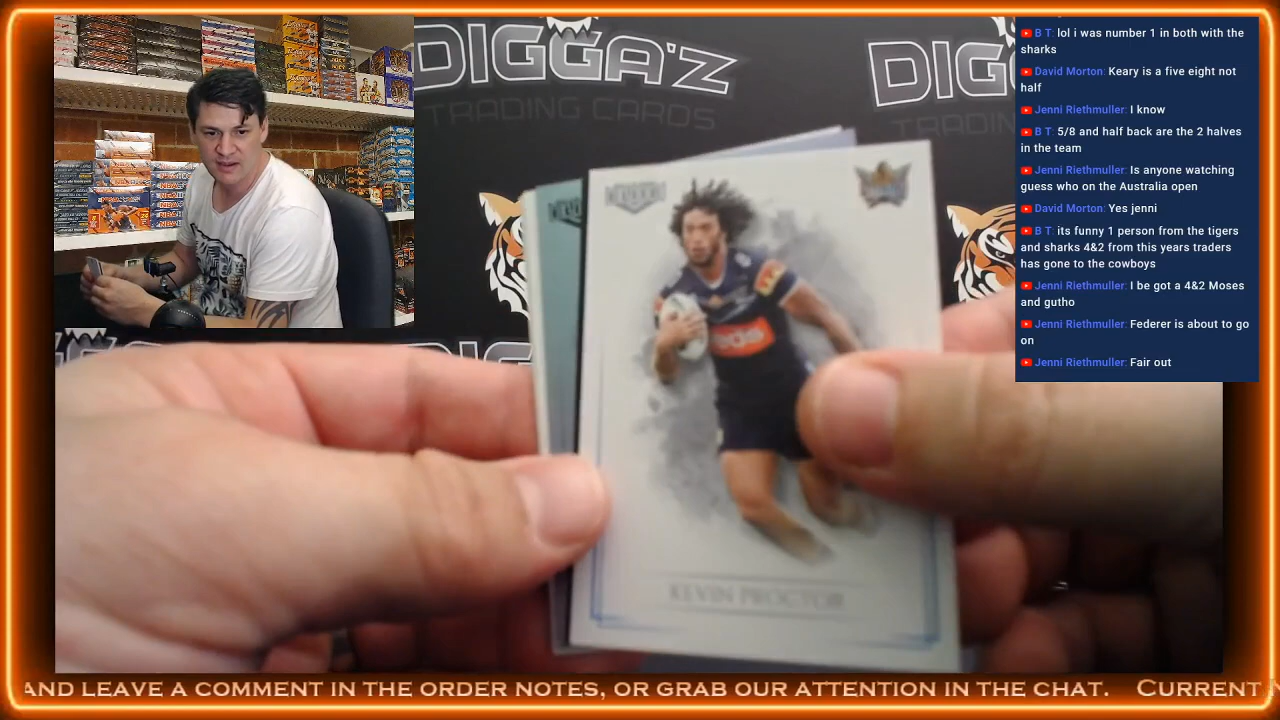 DIGGA'Z
TRADING CARDS
DIG
TRADING
B T: lol i was number 1 in both with the
sharks
David Morton: Keary is a five eight not
half
Jenni Riethmuller: I know
B T: 5/8 and half back are the 2 halves
in the team
Jenni Riethmuller: Is anyone watching
guess who on the Australia open
David Morton: Yes jenni
B T: its funny 1 person from the tigers
and sharks 4&2 from this years traders
has gone to the cowboys
Jenni Riethmuller: I be got a 4&2 Moses
and gutho
Jenni Riethmuller: Federer is about to go
on
Jenni Riethmuller: Fair out
KEVIN PROCTOR
AND LEAVE A COMMENT IN THE ORDER NOTES, OR GRAB OUR ATTENTION IN THE CHAT. CURRENT